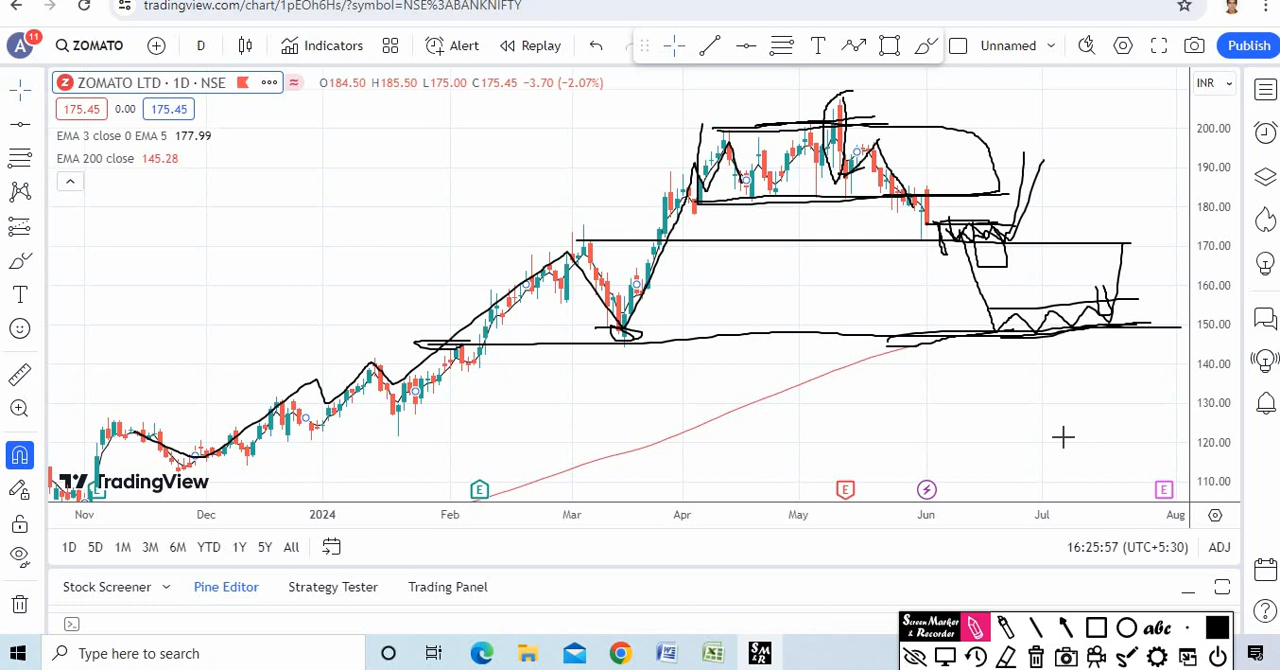 tradingview.com/chart/1pEOh6Hs/?symbol=NSE%3ABANKNIFTY
A 11 ZOMATO D Indicators Alert Replay Unnamed Publish
Z ZOMATO LTD · 1D · NSE O184.50 H185.50 L175.00 C175.45 −3.70 (−2.07%) INR
175.45 0.00 175.45
EMA 3 close 0 EMA 5 177.99
EMA 200 close 145.28
200.00
190.00
180.00
170.00
160.00
150.00
140.00
130.00
120.00
110.00
TradingView
E E E E
Nov Dec 2024 Feb Mar Apr May Jun Jul Aug
1D 5D 1M 3M 6M YTD 1Y 5Y All 16:25:57 (UTC+5:30) ADJ
Stock Screener Pine Editor Strategy Tester Trading Panel
Screen Marker & Recorder abc
Type here to search SM &R